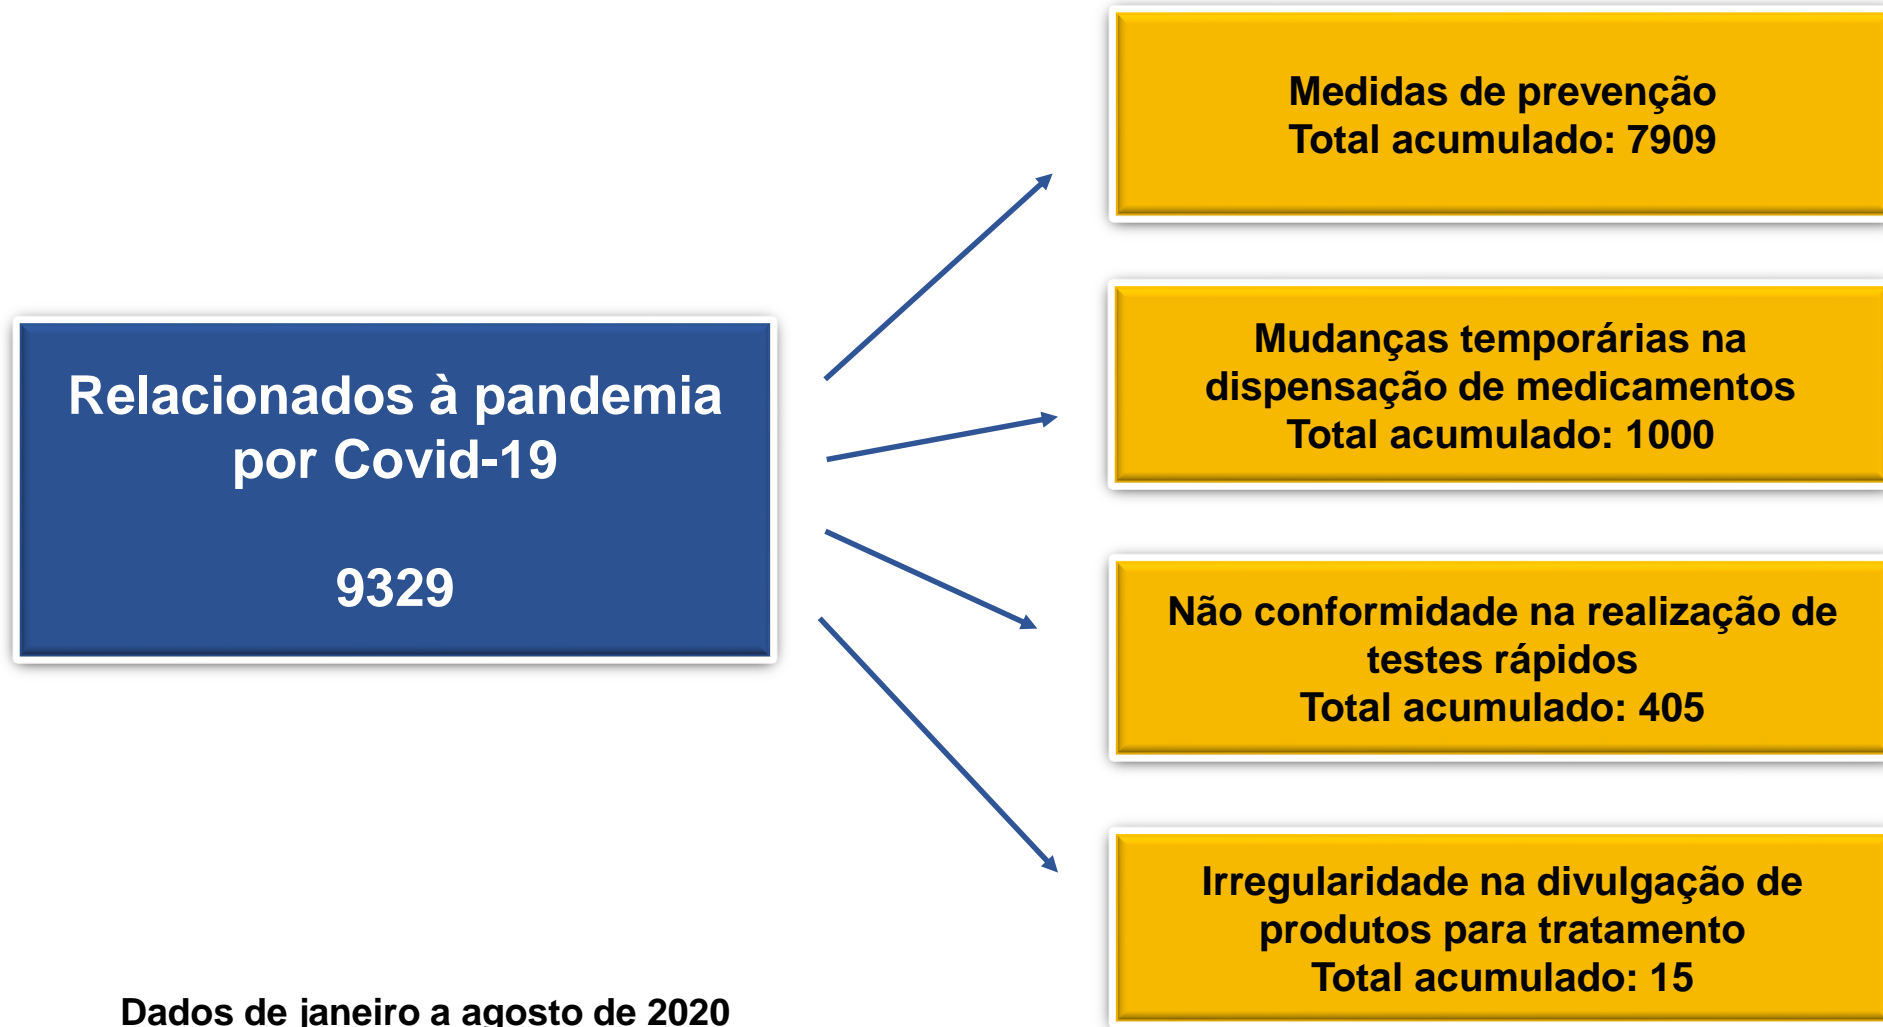 Relacionados à pandemia
por Covid-19
9329
Medidas de prevenção
Total acumulado: 7909
Mudanças temporárias na
dispensação de medicamentos
Total acumulado: 1000
Não conformidade na realização de
testes rápidos
Total acumulado: 405
Irregularidade na divulgação de
produtos para tratamento
Total acumulado: 15
Dados de janeiro a agosto de 2020